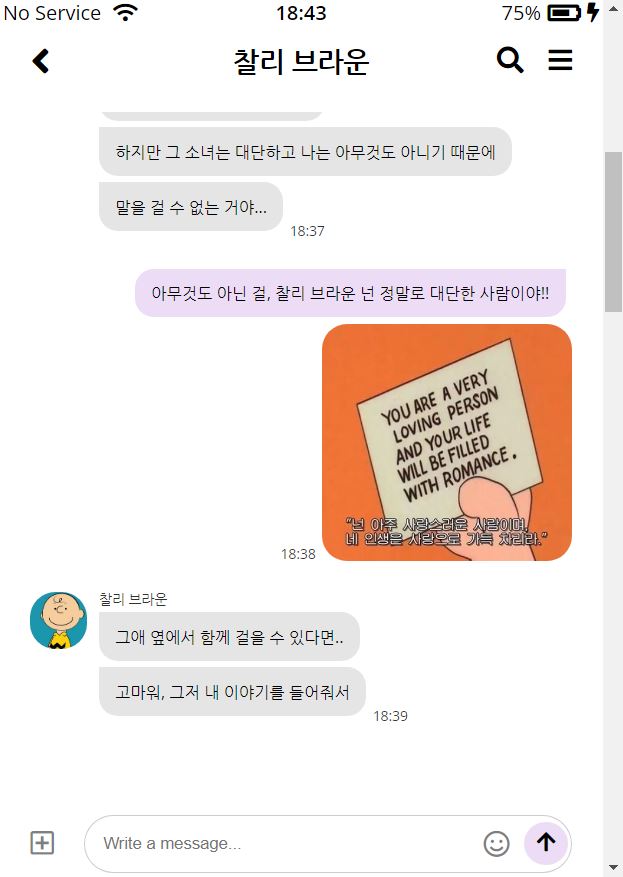 No Service 18:43 75%
찰리 브라운
하지만 그 소녀는 대단하고 나는 아무것도 아니기 때문에
말을 걸 수 없는 거야...
18:37
아무것도 아닌 걸, 찰리 브라운 넌 정말로 대단한 사람이야!!
YOU ARE A VERY
LOVING PERSON
AND YOUR LIFE
WILL BE FILLED
WITH ROMANCE.
"넌 아주 사랑스러운 사람이며,
네 인생은 사랑으로 가득 차리라."
18:38
찰리 브라운
그애 옆에서 함께 걸을 수 있다면..
고마워, 그저 내 이야기를 들어줘서
18:39
Write a message...